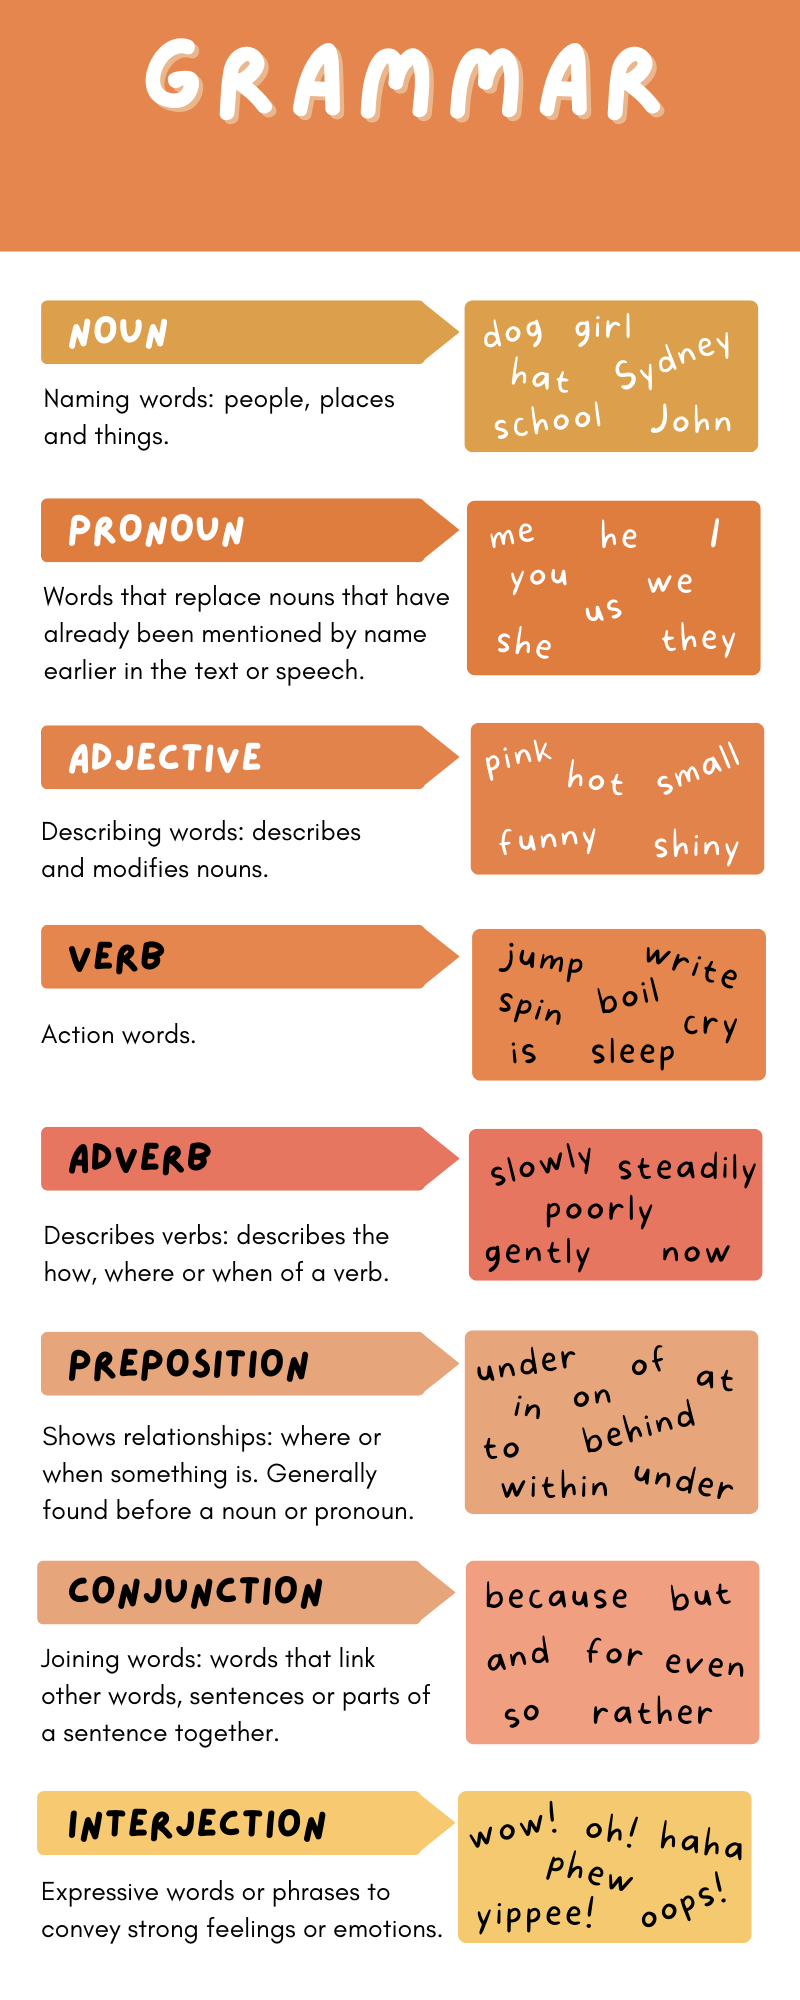 GRAMMAR
NOUN
Naming words: people, places
and things.
dog girl
hat Sydney
school John
PRONOUN
Words that replace nouns that have
already been mentioned by name
earlier in the text or speech.
me he I
you we
us
she they
ADJECTIVE
Describing words: describes
and modifies nouns.
pink hot small
funny shiny
VERB
Action words.
jump write
spin boil
cry
is sleep
ADVERB
Describes verbs: describes the
how, where or when of a verb.
slowly steadily
poorly
gently now
PREPOSITION
Shows relationships: where or
when something is. Generally
found before a noun or pronoun.
under of at
in on
to behind
within under
CONJUNCTION
Joining words: words that link
other words, sentences or parts of
a sentence together.
because but
and for even
so rather
INTERJECTION
Expressive words or phrases to
convey strong feelings or emotions.
wow! oh! haha
phew
yippee! oops!